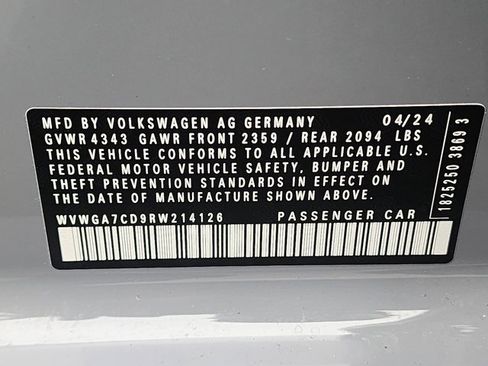 MFD BY VOLKSWAGEN AG GERMANY 04/24
GVWR 4343 GAWR FRONT 2359 / REAR 2094 LBS
THIS VEHICLE CONFORMS TO ALL APPLICABLE U.S.
FEDERAL MOTOR VEHICLE SAFETY, BUMPER AND
THEFT PREVENTION STANDARDS IN EFFECT ON
THE DATE OF MANUFACTURE SHOWN ABOVE.
WVWGA7CD9RW214126 PASSENGER CAR
1825250 3869 3